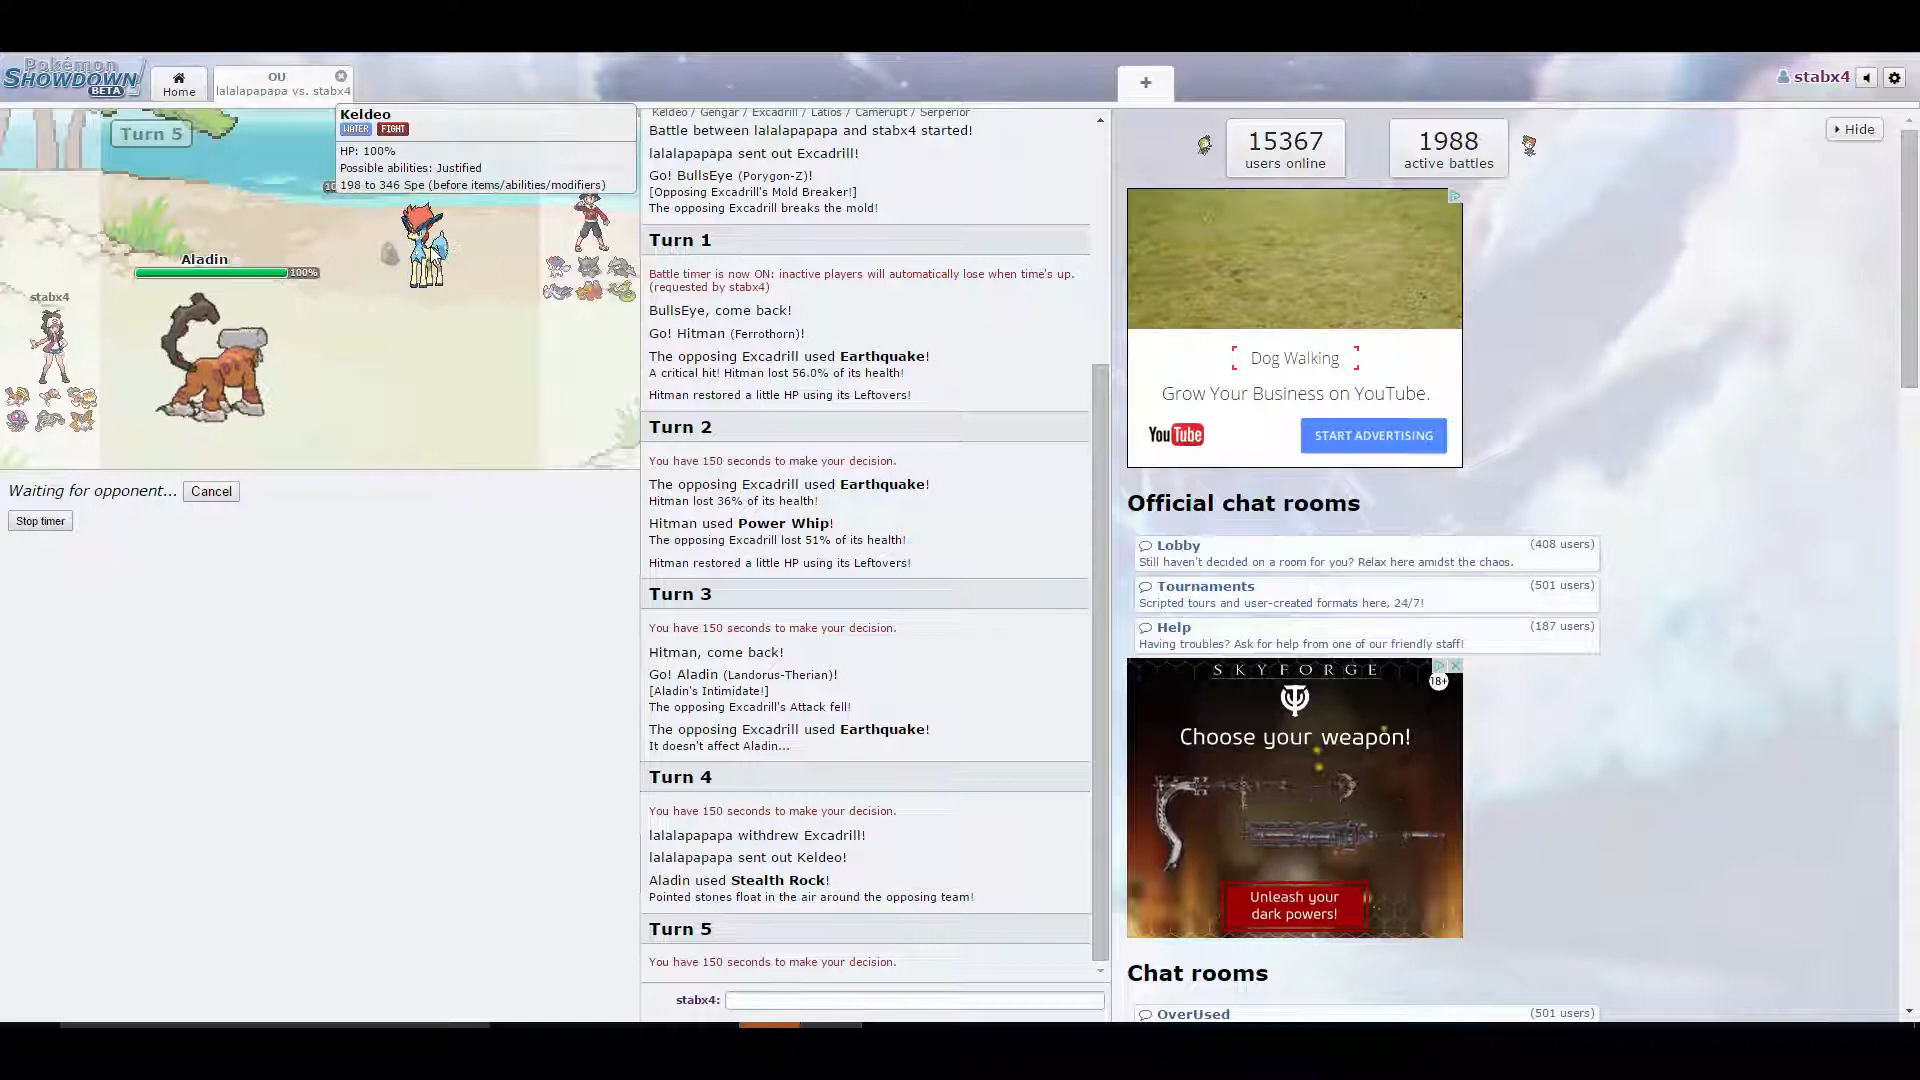 Pokémon
SHOWDOWN!
BETA
Home
OU
lalalapapapa vs. stabx4
+
stabx4
Turn 5
Keldeo
WATER FIGHT
HP: 100%
Possible abilities: Justified
198 to 346 Spe (before items/abilities/modifiers)
Aladin
100%
stabx4
Waiting for opponent... Cancel
Stop timer
Keldeo / Gengar / Excadrill / Latios / Camerupt / Serperior
Battle between lalalapapapa and stabx4 started!
lalalapapapa sent out Excadrill!
Go! BullsEye (Porygon-Z)!
[Opposing Excadrill's Mold Breaker!]
The opposing Excadrill breaks the mold!
Turn 1
Battle timer is now ON: inactive players will automatically lose when time's up.
(requested by stabx4)
BullsEye, come back!
Go! Hitman (Ferrothorn)!
The opposing Excadrill used Earthquake!
A critical hit! Hitman lost 56.0% of its health!
Hitman restored a little HP using its Leftovers!
Turn 2
You have 150 seconds to make your decision.
The opposing Excadrill used Earthquake!
Hitman lost 36% of its health!
Hitman used Power Whip!
The opposing Excadrill lost 51% of its health!
Hitman restored a little HP using its Leftovers!
Turn 3
You have 150 seconds to make your decision.
Hitman, come back!
Go! Aladin (Landorus-Therian)!
[Aladin's Intimidate!]
The opposing Excadrill's Attack fell!
The opposing Excadrill used Earthquake!
It doesn't affect Aladin...
Turn 4
You have 150 seconds to make your decision.
lalalapapapa withdrew Excadrill!
lalalapapapa sent out Keldeo!
Aladin used Stealth Rock!
Pointed stones float in the air around the opposing team!
Turn 5
You have 150 seconds to make your decision.
stabx4:
15367
users online
1988
active battles
Hide
Dog Walking
Grow Your Business on YouTube.
YouTube
START ADVERTISING
Official chat rooms
Lobby (408 users)
Still haven't decided on a room for you? Relax here amidst the chaos.
Tournaments (501 users)
Scripted tours and user-created formats here, 24/7!
Help (187 users)
Having troubles? Ask for help from one of our friendly staff!
SKYFORGE
18+
Choose your weapon!
Unleash your
dark powers!
Chat rooms
OverUsed (501 users)